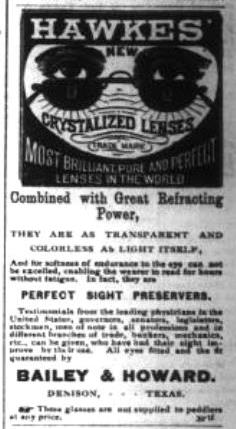 HAWKES'
NEW
CRYSTALIZED LENSES
TRADE MARK
MOST BRILLIANT, PURE AND PERFECT
LENSES IN THE WORLD
Combined with Great Refracting
Power,
THEY ARE AS TRANSPARENT AND
COLORLESS AS LIGHT ITSELF,
And for softness of endurance to the eye can not
be excelled, enabling the wearer to read for hours
without fatigue. In fact, they are
PERFECT SIGHT PRESERVERS.
Testimonials from the leading physicians in the
United States, governors, senators, legislators,
stockmen, men of note in all professions and in
different branches of trade, bankers, mechanics,
etc., can be given, who have had their sight im-
prove by their use. All eyes fitted and the fit
guaranteed by
BAILEY & HOWARD.
DENISON, - - - TEXAS.
These glasses are not supplied to peddlers
at any price.